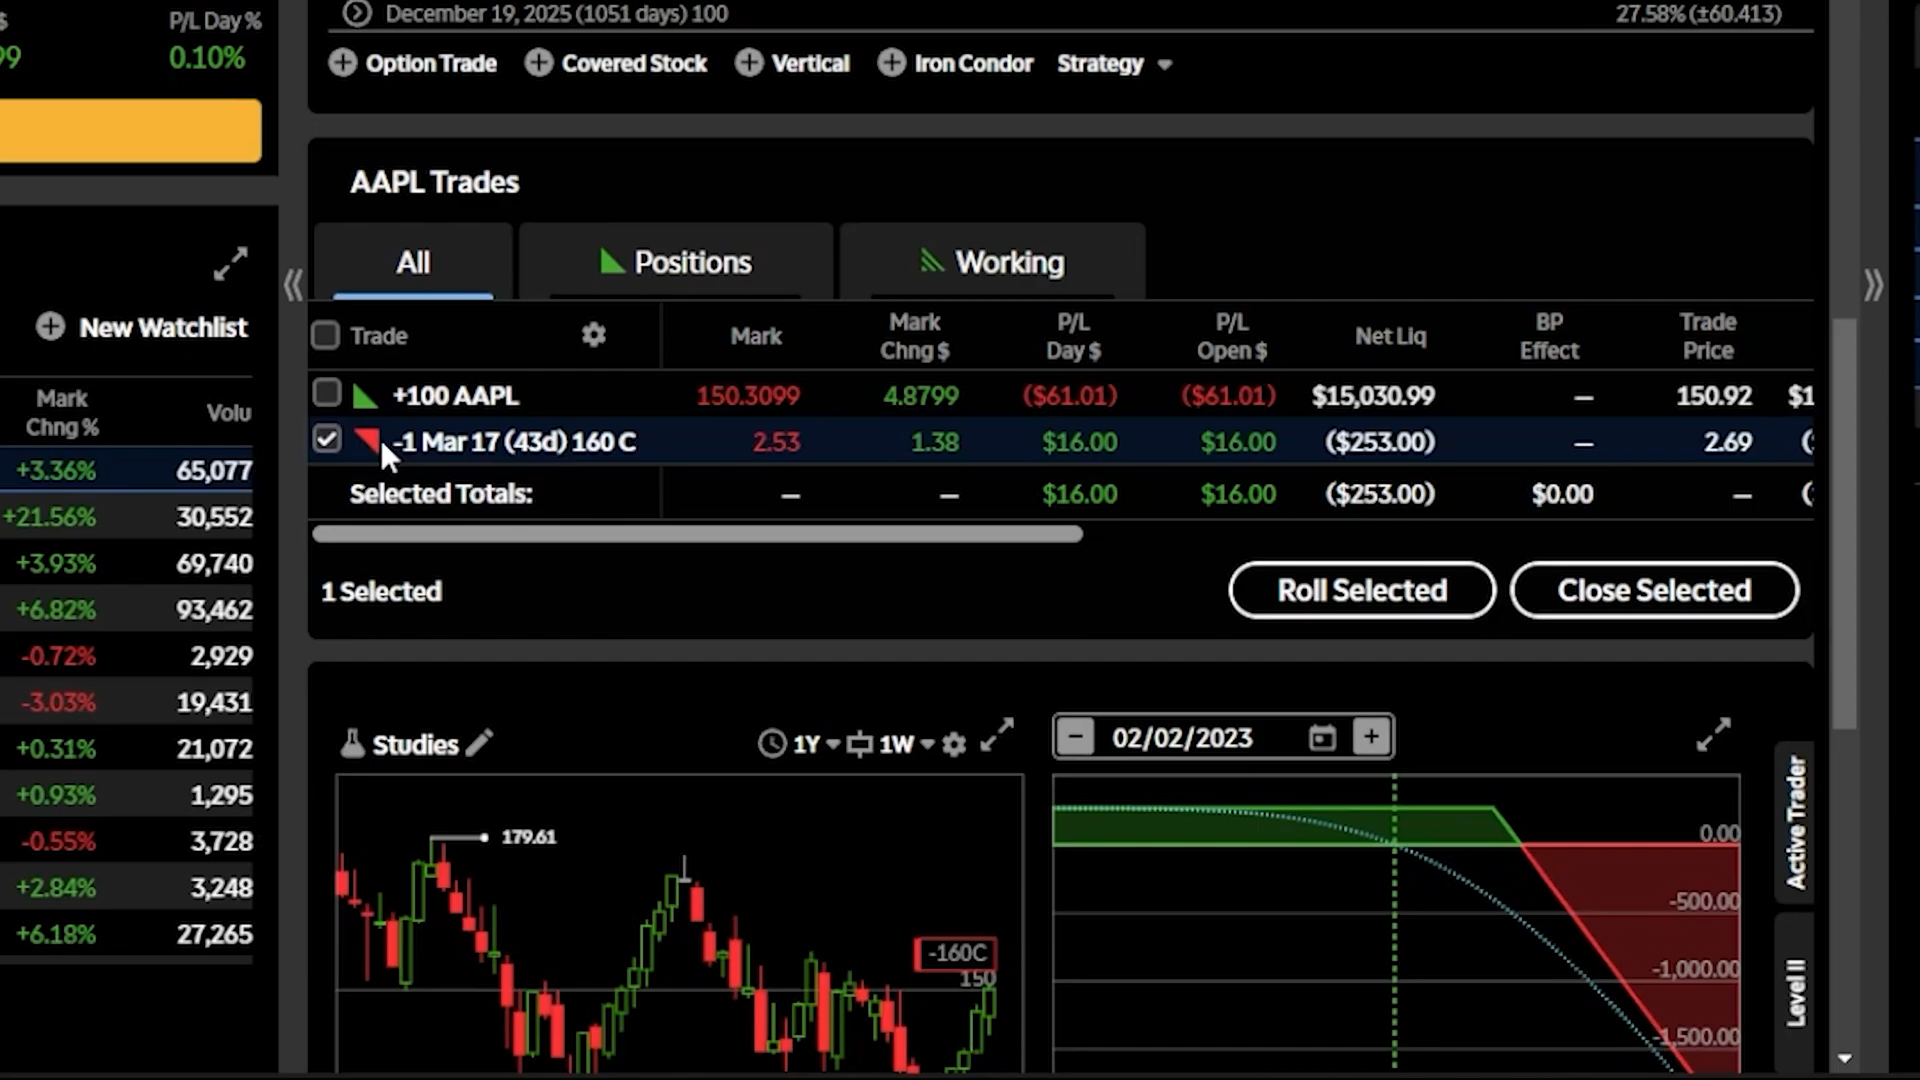 $ P/L Day %
99 0.10%
December 19, 2025 (1051 days) 100 27.58% (±60.413)
Option Trade Covered Stock Vertical Iron Condor Strategy
AAPL Trades
All Positions Working
New Watchlist
Trade Mark Mark Chng $ P/L Day $ P/L Open $ Net Liq BP Effect Trade Price
+100 AAPL 150.3099 4.8799 ($61.01) ($61.01) $15,030.99 — 150.92 $1
-1 Mar 17 (43d) 160 C 2.53 1.38 $16.00 $16.00 ($253.00) — 2.69 (
Selected Totals: — — $16.00 $16.00 ($253.00) $0.00 — (
1 Selected Roll Selected Close Selected
Mark Chng % Volu
+3.36% 65,077
+21.56% 30,552
+3.93% 69,740
+6.82% 93,462
-0.72% 2,929
-3.03% 19,431
+0.31% 21,072
+0.93% 1,295
-0.55% 3,728
+2.84% 3,248
+6.18% 27,265
Studies 1Y 1W
179.61
-160C
150
− 02/02/2023 +
0.00
-500.00
-1,000.00
-1,500.00
Active Trader
Level II